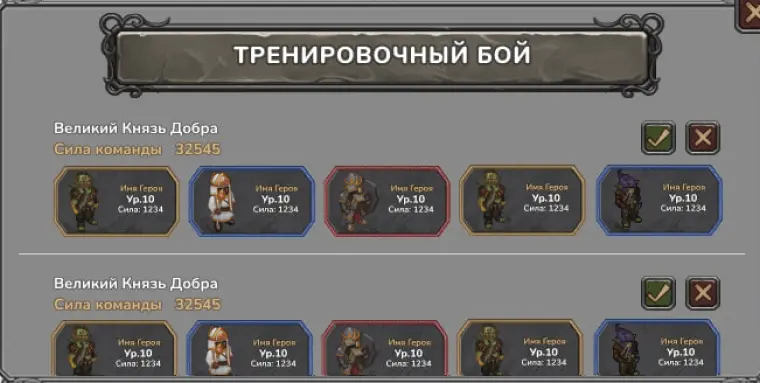 ТРЕНИРОВОЧНЫЙ БОЙ
Великий Князь Добра
Сила команды 32545
Имя Героя
Ур.10
Сила: 1234
Имя Героя
Ур.10
Сила: 1234
Имя Героя
Ур.10
Сила: 1234
Имя Героя
Ур.10
Сила: 1234
Имя Героя
Ур.10
Сила: 1234
Великий Князь Добра
Сила команды 32545
Имя Героя
Ур.10
Сила: 1234
Имя Героя
Ур.10
Сила: 1234
Имя Героя
Ур.10
Сила: 1234
Имя Героя
Ур.10
Сила: 1234
Имя Героя
Ур.10
Сила: 1234